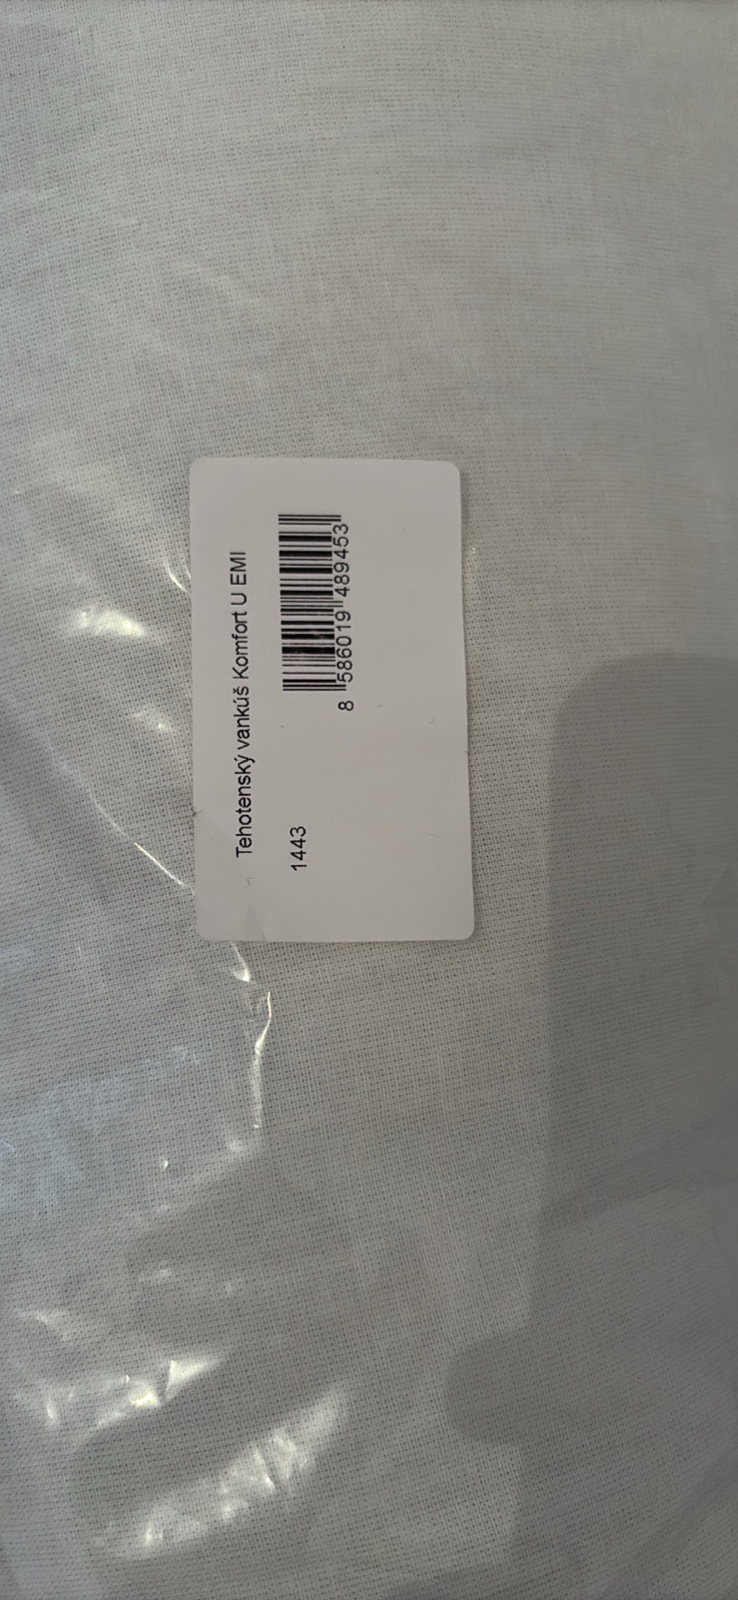 Tehotenský vankúš Komfort U EMI
1443
8 586019 489453